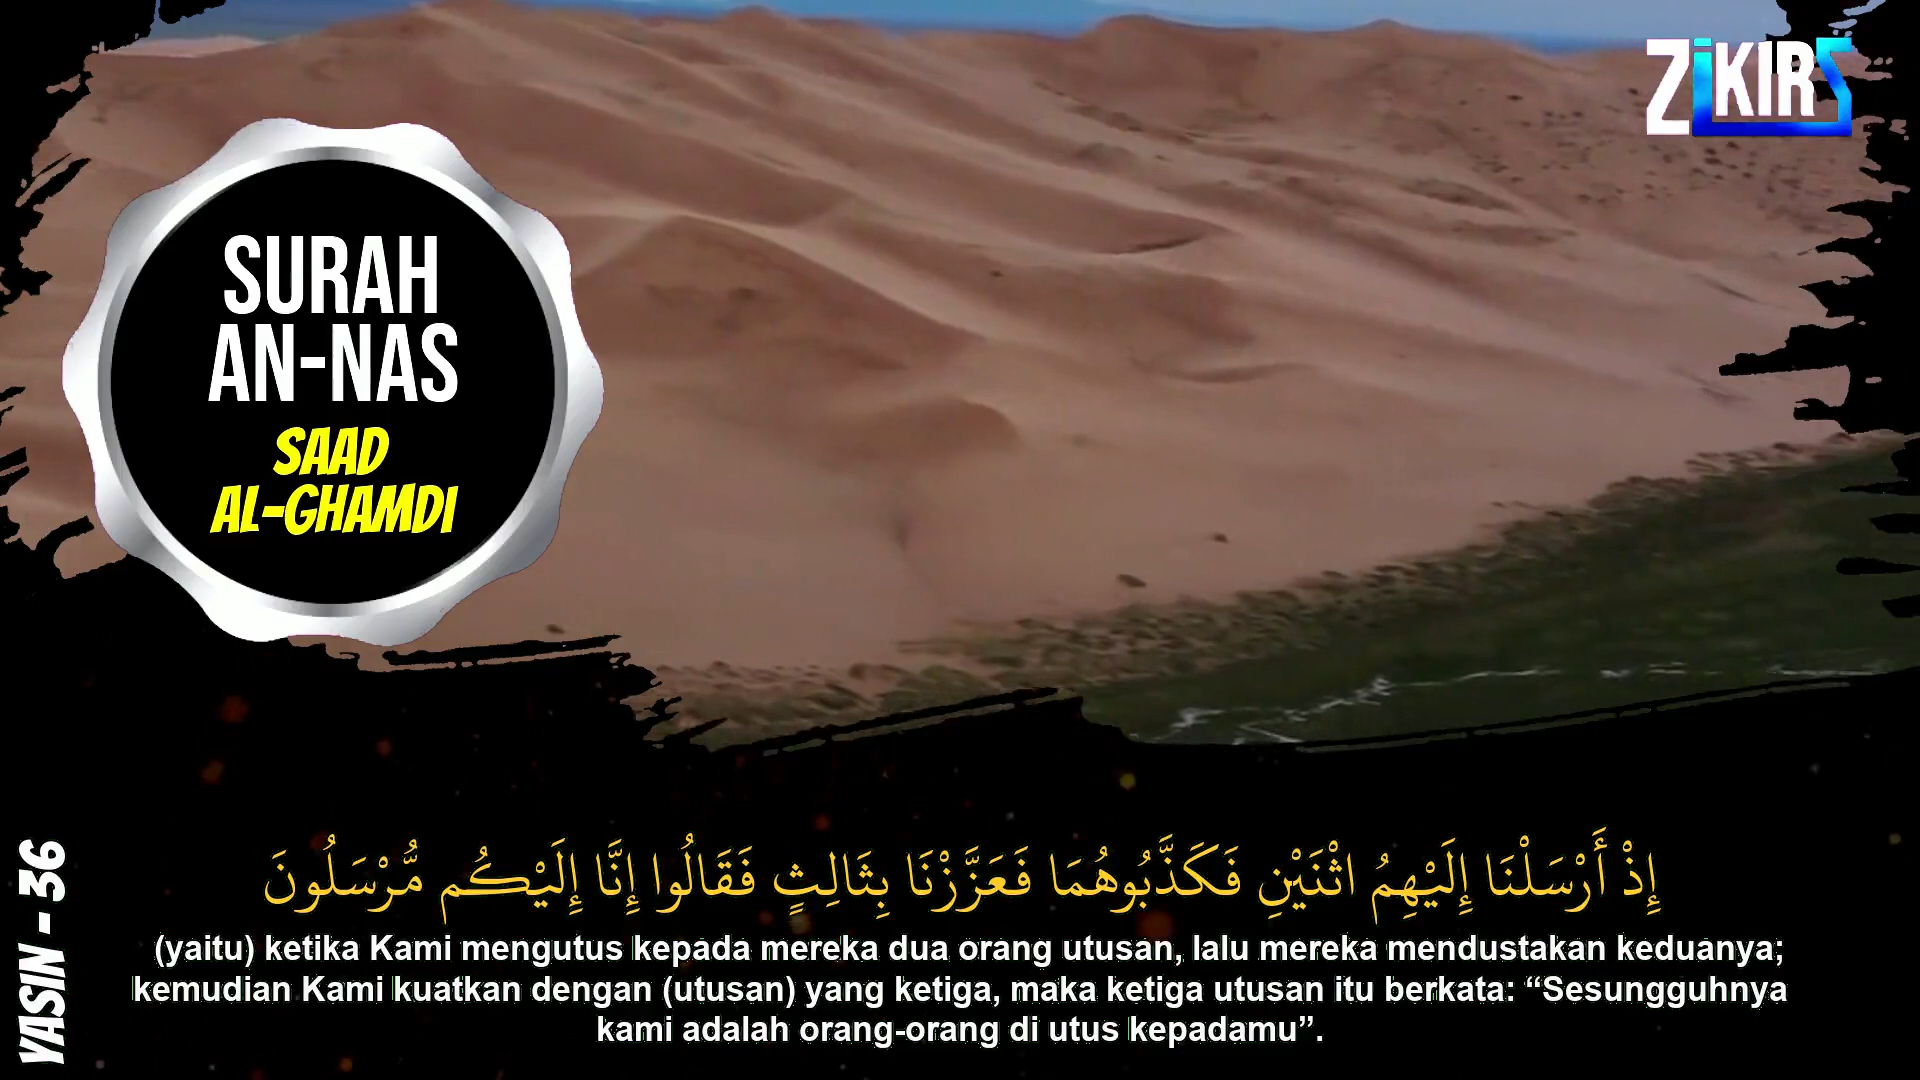 ZIKIRS
SURAH
AN-NAS
SAAD
AL-GHAMDI
YASIN - 36
إِذْ أَرْسَلْنَا إِلَيْهِمُ اثْنَيْنِ فَكَذَّبُوهُمَا فَعَزَّزْنَا بِثَالِثٍ فَقَالُوا إِنَّا إِلَيْكُم مُّرْسَلُونَ
(yaitu) ketika Kami mengutus kepada mereka dua orang utusan, lalu mereka mendustakan keduanya;
kemudian Kami kuatkan dengan (utusan) yang ketiga, maka ketiga utusan itu berkata: “Sesungguhnya
kami adalah orang-orang di utus kepadamu”.